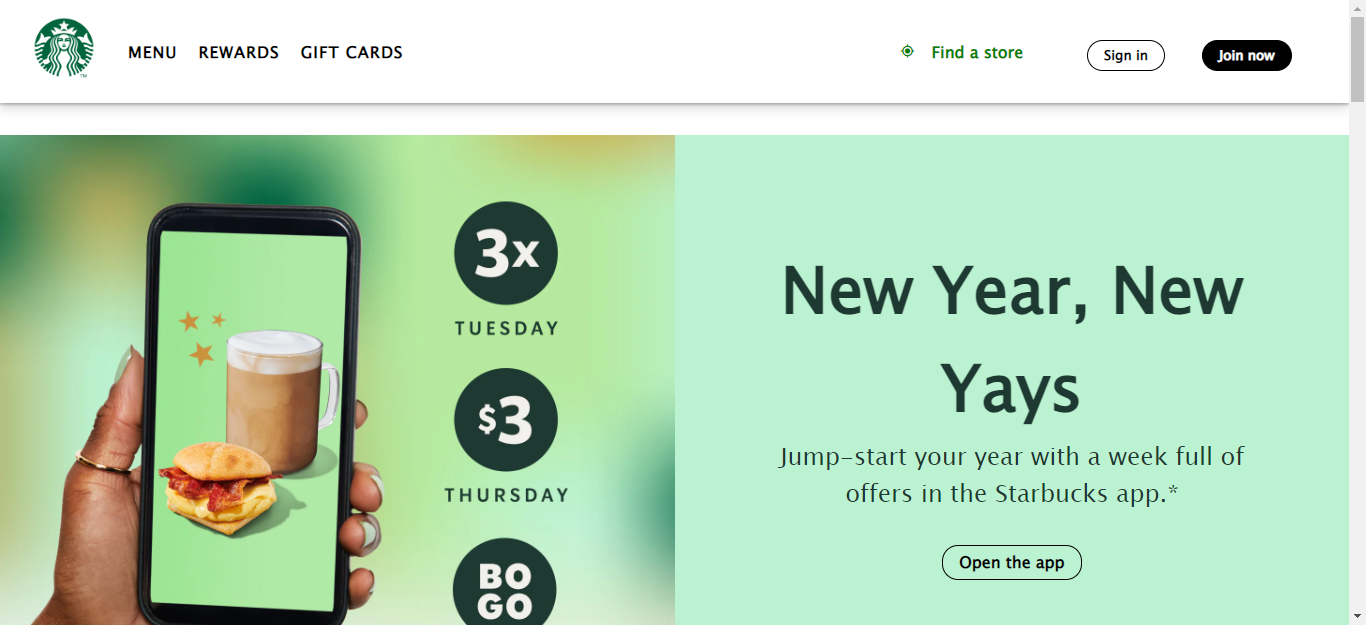 MENU REWARDS GIFT CARDS Find a store Sign in Join now
TM
3x
TUESDAY
$3
THURSDAY
BO
GO
New Year, New
Yays
Jump-start your year with a week full of
offers in the Starbucks app.*
Open the app